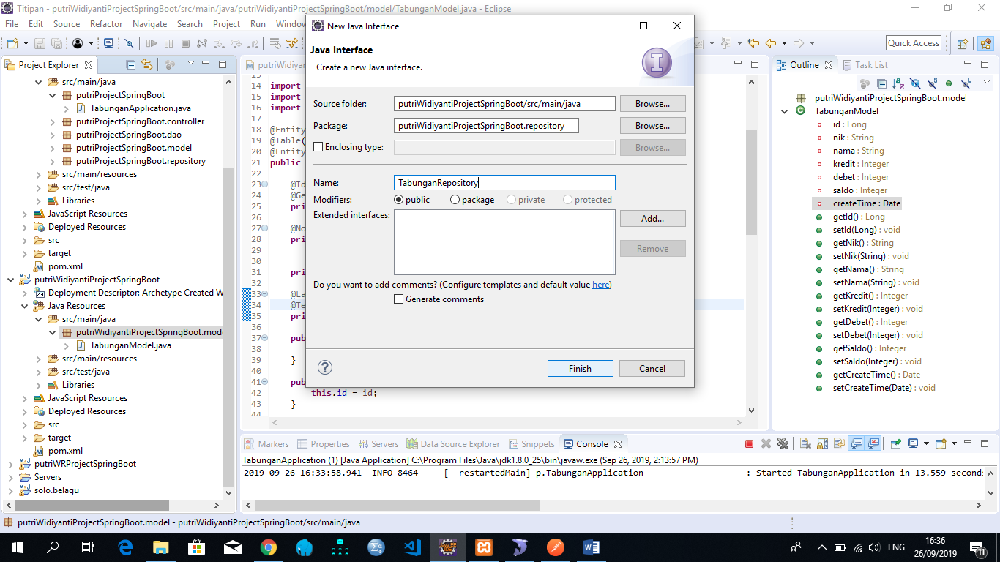 Titipan - putriWidiyantiProjectSpringBoot/src/main/java/putriWidiyantiProjectSpringBoot/model/TabunganModel.java - Eclipse
File Edit Source Refactor Navigate Search Project Run Window
Quick Access
Project Explorer
src/main/java
putriProjectSpringBoot
TabunganApplication.java
putriProjectSpringBoot.controller
putriProjectSpringBoot.dao
putriProjectSpringBoot.model
putriProjectSpringBoot.repository
src/main/resources
src/test/java
Libraries
JavaScript Resources
Deployed Resources
src
target
pom.xml
putriWidiyantiProjectSpringBoot
Deployment Descriptor: Archetype Created W
Java Resources
src/main/java
putriWidiyantiProjectSpringBoot.mod
TabunganModel.java
src/main/resources
src/test/java
Libraries
JavaScript Resources
Deployed Resources
src
target
pom.xml
putriWRProjectSpringBoot
Servers
solo.belagu
putriWidiyan
14 import
15 import
16 import
17
18 @Entity
19 @Table(
20 @Entity
21 public
22
23 @Id
24 @Ge
25 pri
26
27 @No
28 pri
29
30
31 pri
32
33 @La
34 @Te
35 pri
36
37 pub
38
39 }
40
41 pub
42 this.id = id;
43 }
44
New Java Interface
Java Interface
Create a new Java interface.
Source folder: putriWidiyantiProjectSpringBoot/src/main/java Browse...
Package: putriWidiyantiProjectSpringBoot.repository Browse...
Enclosing type: Browse...
Name: TabunganRepository
Modifiers: public package private protected
Extended interfaces: Add...
Remove
Do you want to add comments? (Configure templates and default value here)
Generate comments
? Finish Cancel
Outline Task List
putriWidiyantiProjectSpringBoot.model
TabunganModel
id : Long
nik : String
nama : String
kredit : Integer
debet : Integer
saldo : Integer
createTime : Date
getId() : Long
setId(Long) : void
getNik() : String
setNik(String) : void
getNama() : String
setNama(String) : void
getKredit() : Integer
setKredit(Integer) : void
getDebet() : Integer
setDebet(Integer) : void
getSaldo() : Integer
setSaldo(Integer) : void
getCreateTime() : Date
setCreateTime(Date) : void
Markers Properties Servers Data Source Explorer Snippets Console
TabunganApplication (1) [Java Application] C:\Program Files\Java\jdk1.8.0_25\bin\javaw.exe (Sep 26, 2019, 2:13:57 PM)
2019-09-26 16:33:58.941 INFO 8464 --- [ restartedMain] p.TabunganApplication : Started TabunganApplication in 13.559 second
putriWidiyantiProjectSpringBoot.model - putriWidiyantiProjectSpringBoot/src/main/java
ENG
16:36
26/09/2019
11